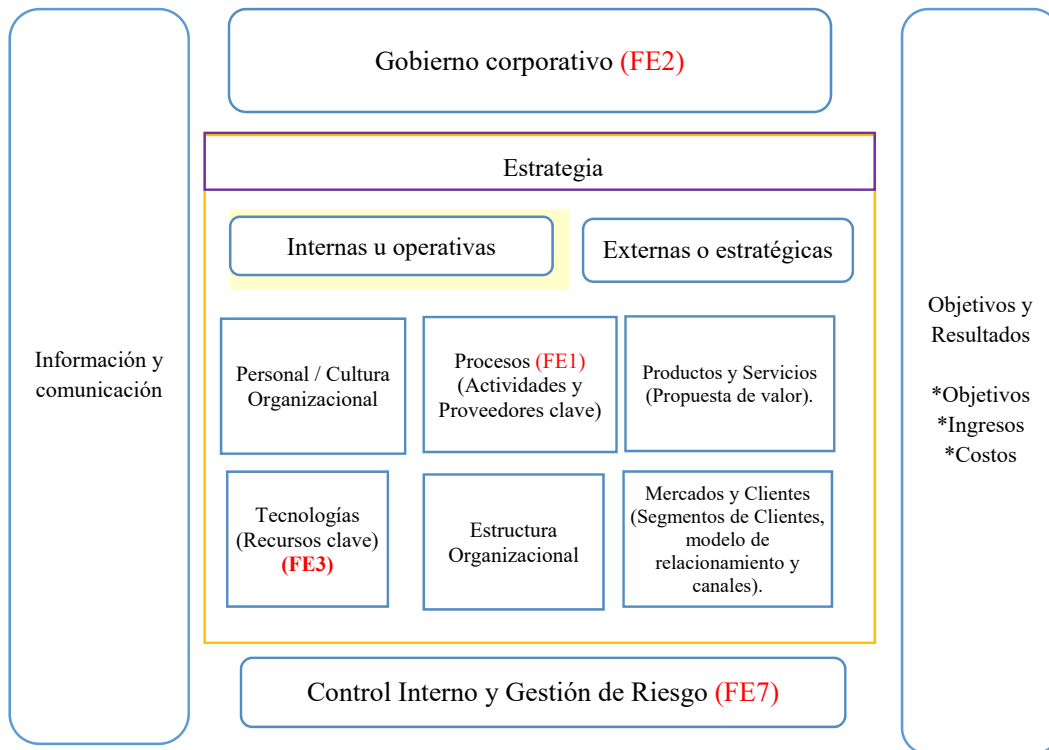 Gobierno corporativo (FE2)
Estrategia
Internas u operativas
Externas o estratégicas
Información y
comunicación
Personal / Cultura
Organizacional
Procesos (FE1)
(Actividades y
Proveedores clave)
Productos y Servicios
(Propuesta de valor).
Tecnologías
(Recursos clave)
(FE3)
Estructura
Organizacional
Mercados y Clientes
(Segmentos de Clientes,
modelo de
relacionamiento y
canales).
Objetivos y
Resultados
*Objetivos
*Ingresos
*Costos
Control Interno y Gestión de Riesgo (FE7)